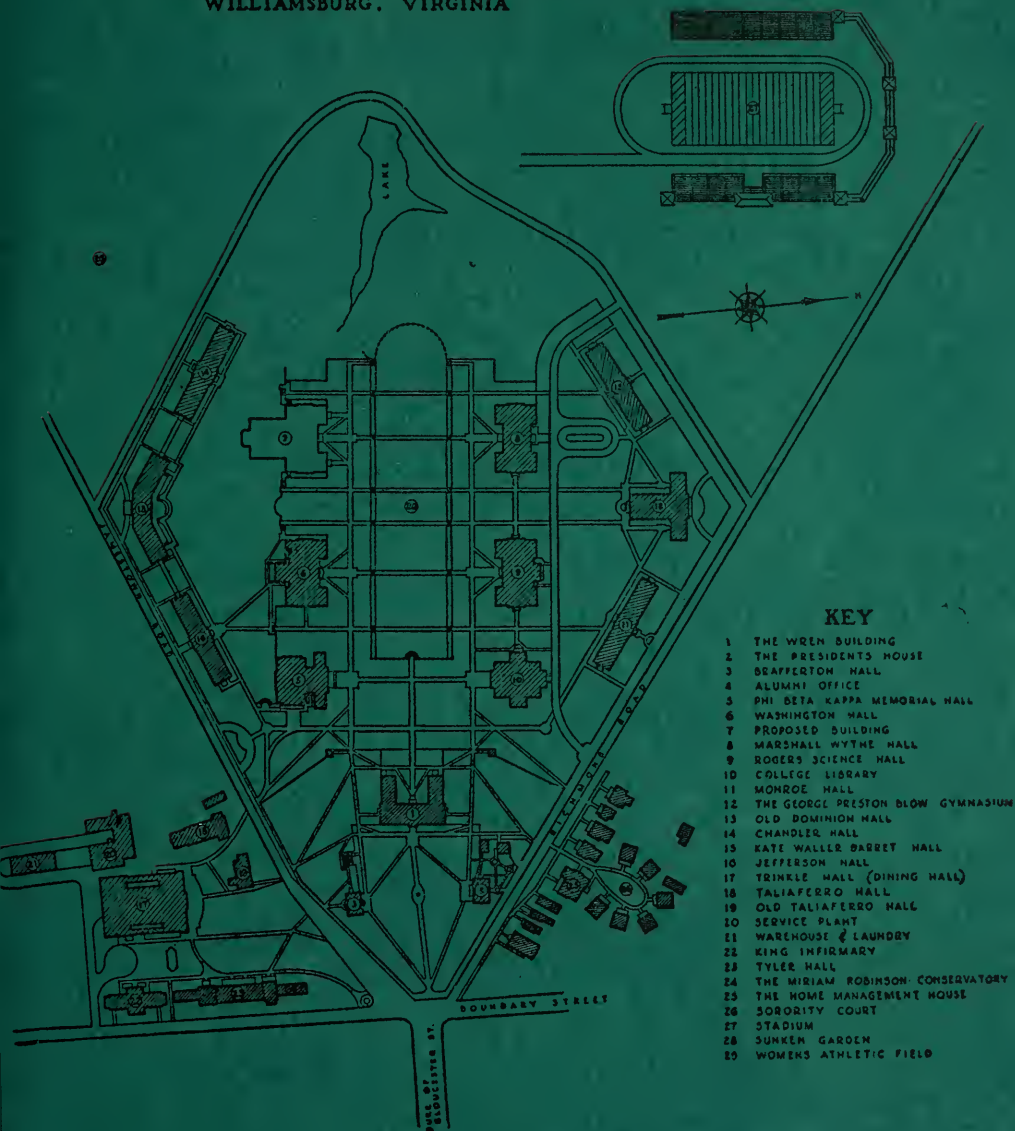 WILLIAMSBURG, VIRGINIA
LAKE
N
JAMESTOWN ROAD
RICHMOND ROAD
BOUNDARY STREET
DUKE OF
GLOUCESTER ST.
KEY
1 THE WREN BUILDING
2 THE PRESIDENTS HOUSE
3 BRAFFERTON HALL
4 ALUMNI OFFICE
5 PHI BETA KAPPA MEMORIAL HALL
6 WASHINGTON HALL
7 PROPOSED BUILDING
8 MARSHALL WYTHE HALL
9 ROGERS SCIENCE HALL
10 COLLEGE LIBRARY
11 MONROE HALL
12 THE GEORGE PRESTON BLOW GYMNASIUM
13 OLD DOMINION HALL
14 CHANDLER HALL
15 KATE WALLER BARRET HALL
16 JEFFERSON HALL
17 TRINKLE HALL (DINING HALL)
18 TALIAFERRO HALL
19 OLD TALIAFERRO HALL
20 SERVICE PLANT
21 WAREHOUSE & LAUNDRY
22 KING INFIRMARY
23 TYLER HALL
24 THE MIRIAM ROBINSON CONSERVATORY
25 THE HOME MANAGEMENT HOUSE
26 SORORITY COURT
27 STADIUM
28 SUNKEN GARDEN
29 WOMENS ATHLETIC FIELD